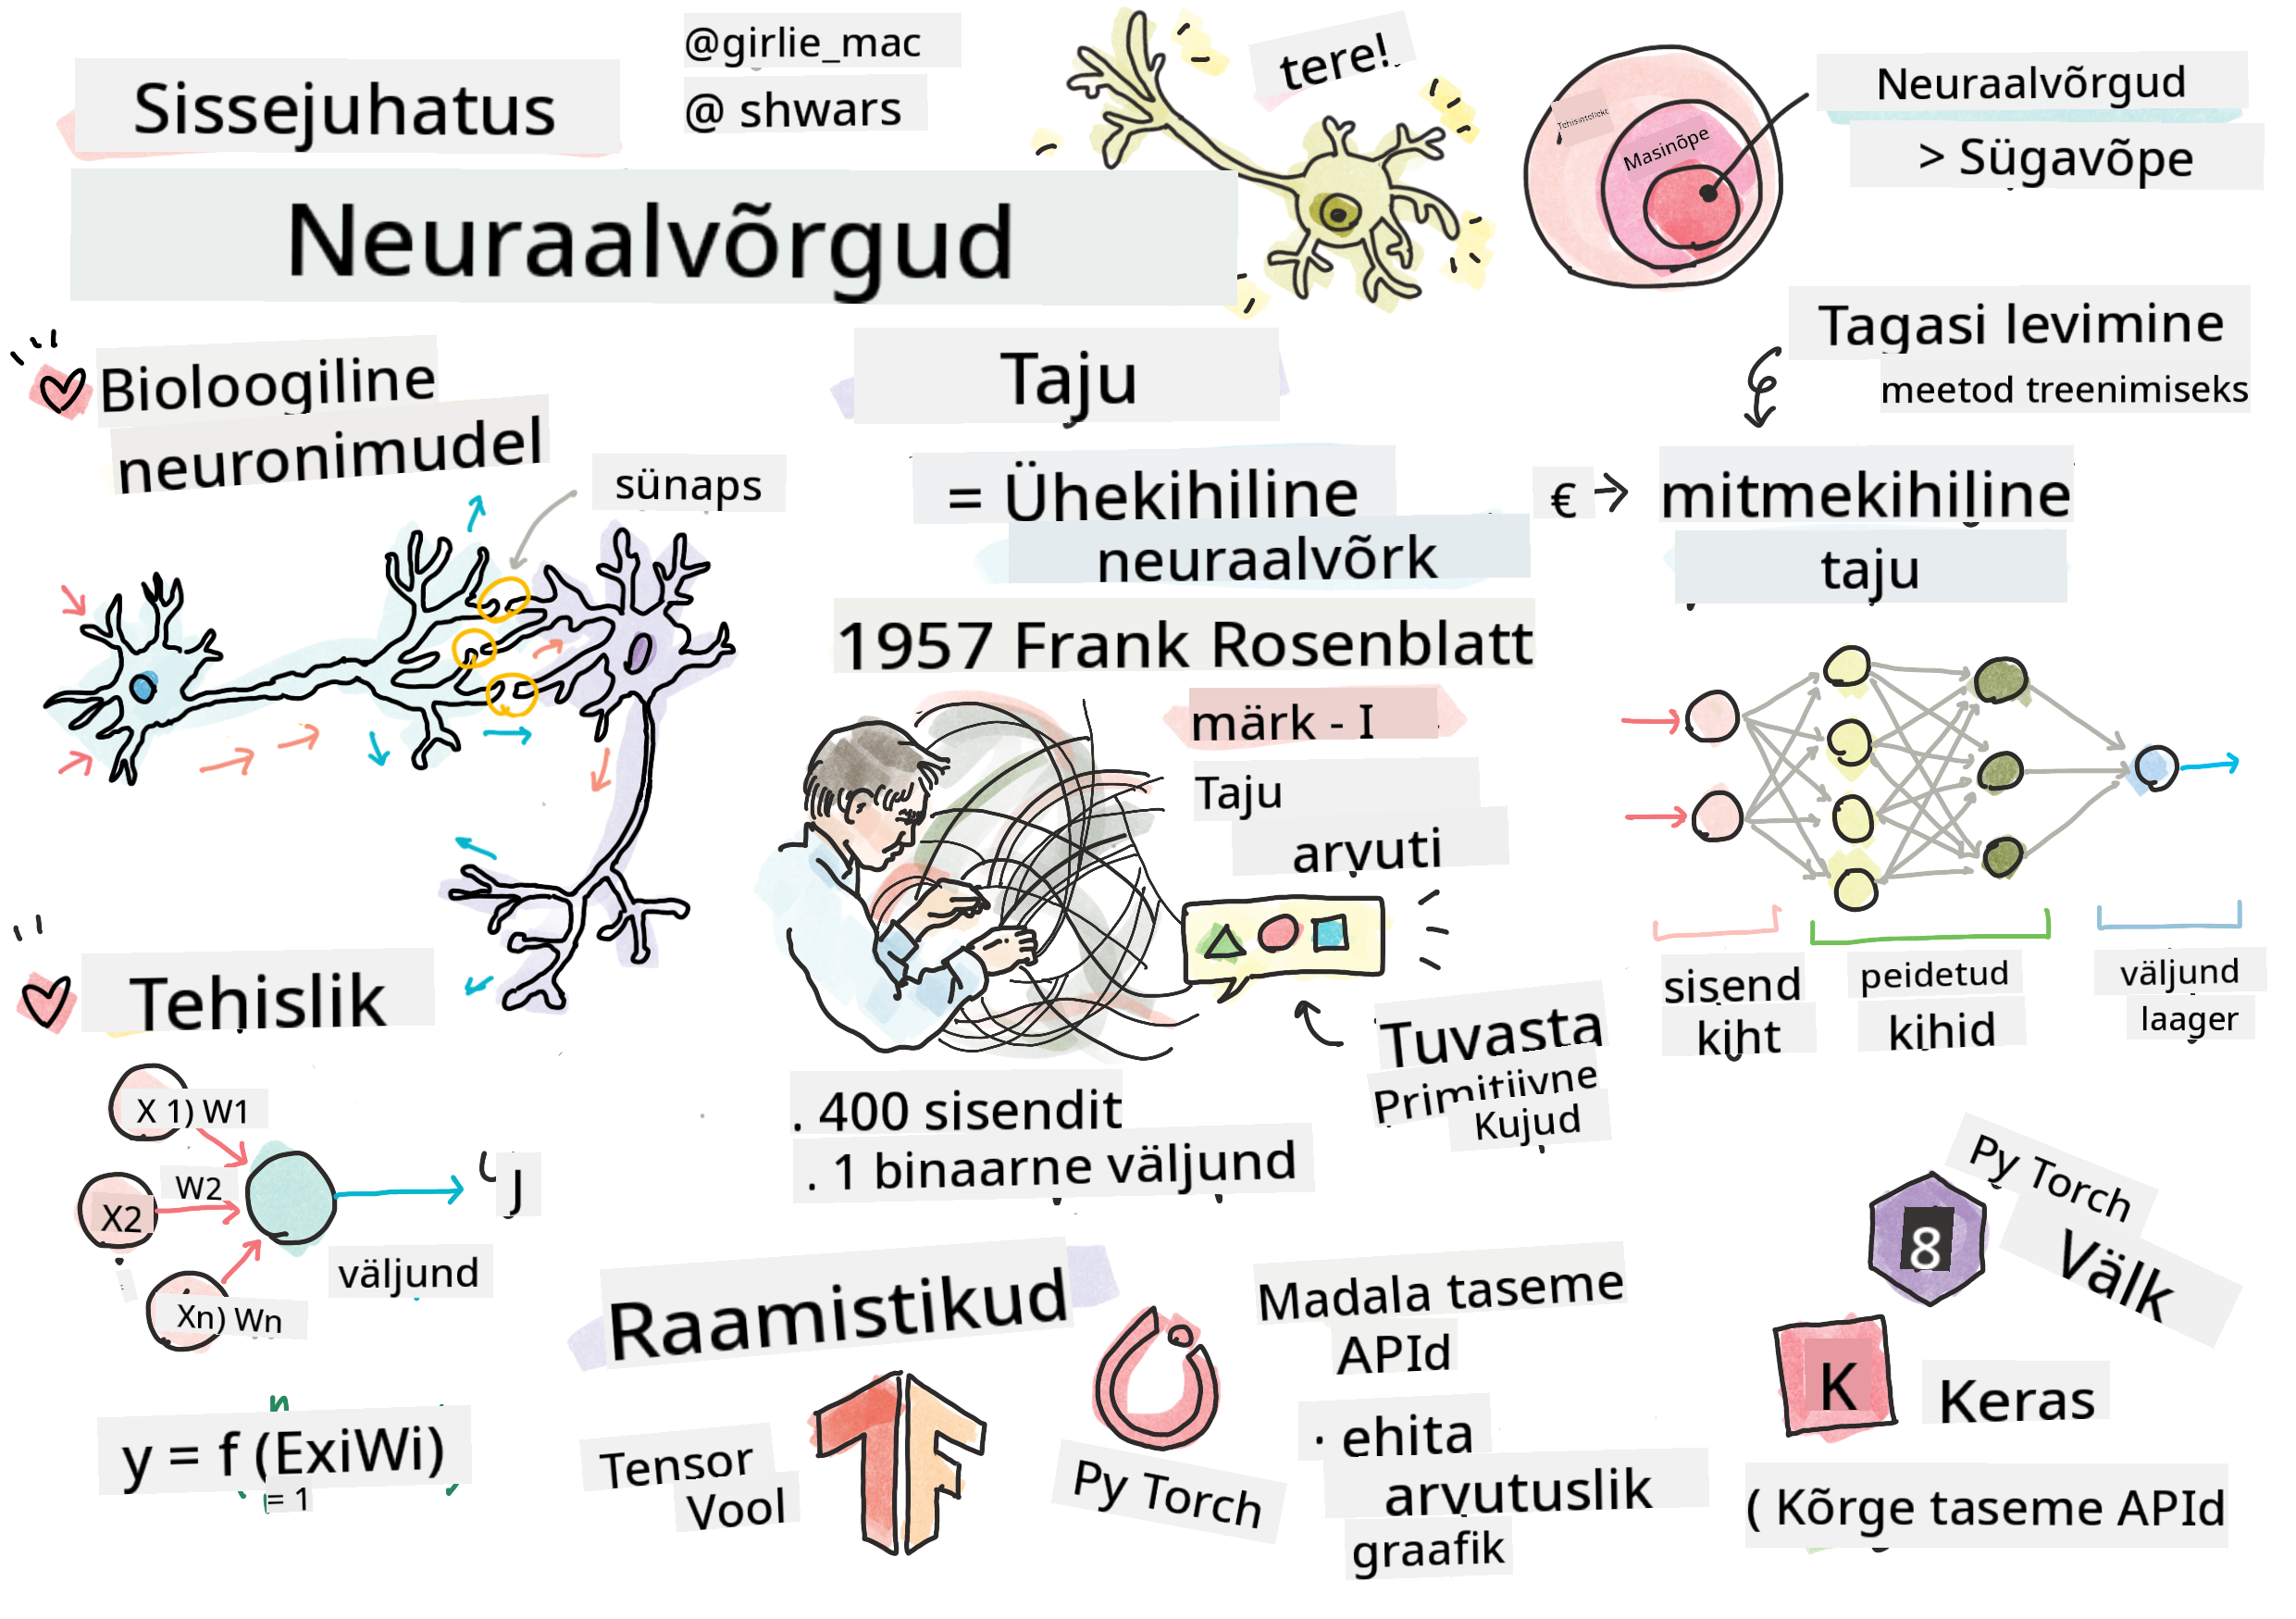 Sissejuhatus
Neuraalvõrgud
@girlie_mac
@ shwars
tere!
Tehisintellekt
Masinõpe
Neuraalvõrgud
> Sügavõpe
Bioloogiline
neuronimudel
sünaps
Taju
= Ühekihiline
neuraalvõrk
1957 Frank Rosenblatt
märk - I
Taju
arvuti
Tuvasta
Primitiivne
Kujud
. 400 sisendit
. 1 binaarne väljund
Tagasi levimine
meetod treenimiseks
€ →
mitmekihiline
taju
sisend
kiht
peidetud
kihid
väljund
laager
Tehislik
X 1) W1
W2
X2
Xn) Wn
J
väljund
n
y = f (ExiWi)
= 1
Raamistikud
Tensor
Vool
Py Torch
Madala taseme
APId
· ehita
arvutuslik
graafik
Py Torch
Välk
8
K
Keras
( Kõrge taseme APId